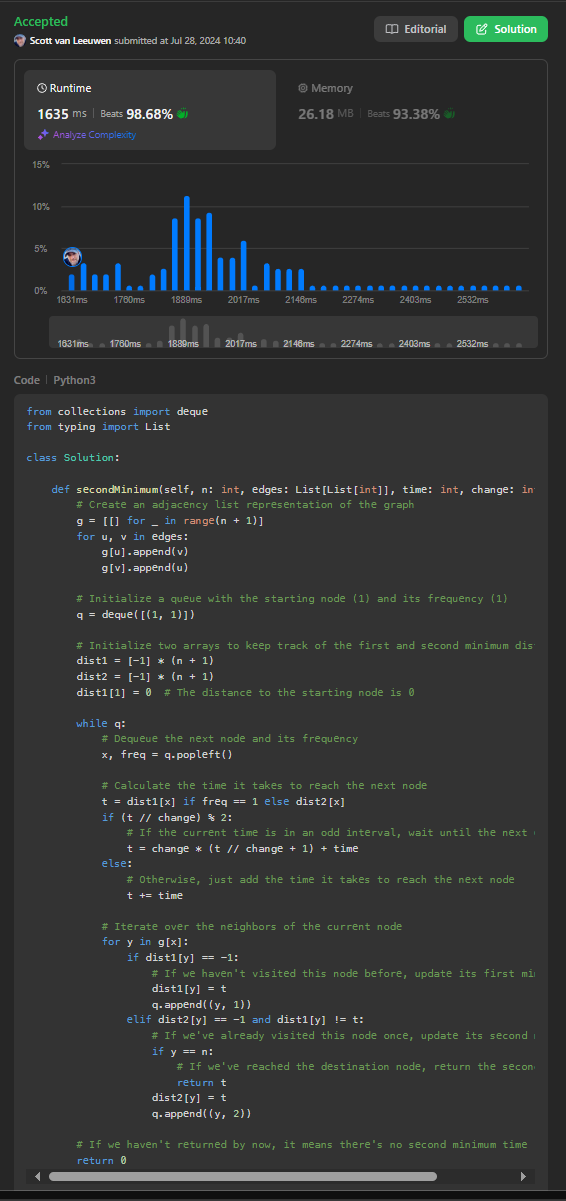 Accepted
Scott van Leeuwen submitted at Jul 28, 2024 10:40
Editorial
Solution
Runtime
1635 ms | Beats 98.68%
Analyze Complexity
Memory
26.18 MB | Beats 93.38%
15%
10%
5%
0%
1631ms 1760ms 1889ms 2017ms 2146ms 2274ms 2403ms 2532ms
1631ms 1760ms 1889ms 2017ms 2146ms 2274ms 2403ms 2532ms
Code | Python3
from collections import deque
from typing import List

class Solution:

    def secondMinimum(self, n: int, edges: List[List[int]], time: int, change: in
        # Create an adjacency list representation of the graph
        g = [[] for _ in range(n + 1)]
        for u, v in edges:
            g[u].append(v)
            g[v].append(u)

        # Initialize a queue with the starting node (1) and its frequency (1)
        q = deque([(1, 1)])

        # Initialize two arrays to keep track of the first and second minimum dis
        dist1 = [-1] * (n + 1)
        dist2 = [-1] * (n + 1)
        dist1[1] = 0  # The distance to the starting node is 0

        while q:
            # Dequeue the next node and its frequency
            x, freq = q.popleft()

            # Calculate the time it takes to reach the next node
            t = dist1[x] if freq == 1 else dist2[x]
            if (t // change) % 2:
                # If the current time is in an odd interval, wait until the next
                t = change * (t // change + 1) + time
            else:
                # Otherwise, just add the time it takes to reach the next node
                t += time

            # Iterate over the neighbors of the current node
            for y in g[x]:
                if dist1[y] == -1:
                    # If we haven't visited this node before, update its first mi
                    dist1[y] = t
                    q.append((y, 1))
                elif dist2[y] == -1 and dist1[y] != t:
                    # If we've already visited this node once, update its second
                    if y == n:
                        # If we've reached the destination node, return the secon
                        return t
                    dist2[y] = t
                    q.append((y, 2))

        # If we haven't returned by now, it means there's no second minimum time
        return 0